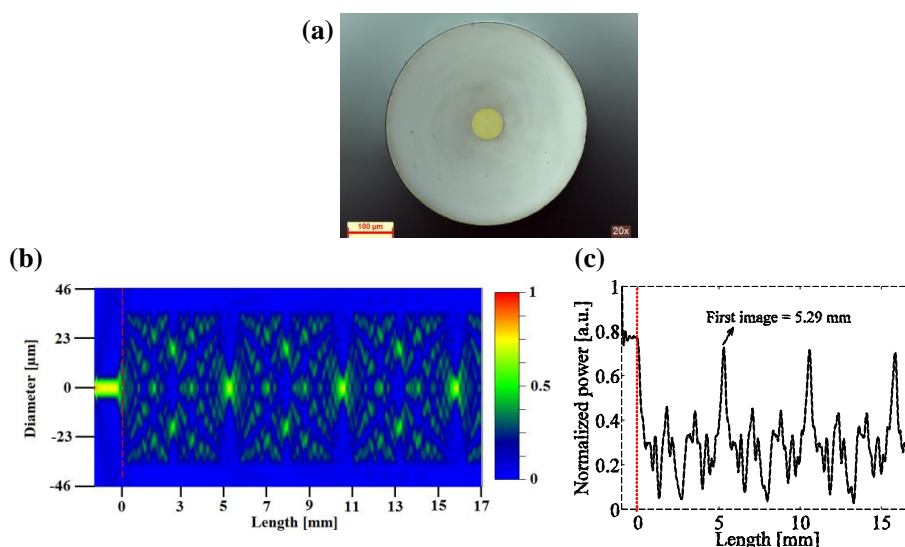 (a)
100 µm
20x
(b)
46
23
0
-23
-46
Diameter [µm]
0
1
3
4
5
7
9
11
13
15
17
Length [mm]
1
0.5
0
(c)
1
0.8
0.6
0.4
0.2
0
Normalized power [a.u.]
First image = 5.29 mm
0
5
10
15
Length [mm]